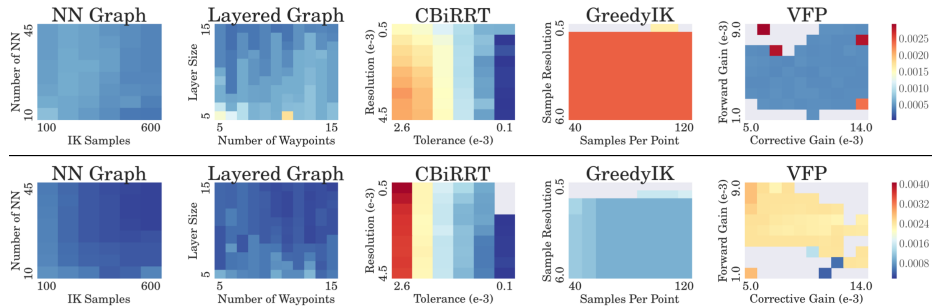 NN Graph
Layered Graph
CBiRRT
GreedyIK
VFP
Number of NN
45
10
100
600
IK Samples
Layer Size
15
5
5
15
Number of Waypoints
Resolution (e-3)
0.5
4.5
2.6
0.1
Tolerance (e-3)
Sample Resolution
0.5
6.0
40
120
Samples Per Point
Forward Gain (e-3)
9.0
1.0
5.0
14.0
Corrective Gain (e-3)
0.0025
0.0020
0.0015
0.0010
0.0005
NN Graph
Layered Graph
CBiRRT
GreedyIK
VFP
Number of NN
45
10
100
600
IK Samples
Layer Size
15
5
5
15
Number of Waypoints
Resolution (e-3)
0.5
4.5
2.6
0.1
Tolerance (e-3)
Sample Resolution
0.5
6.0
40
120
Samples Per Point
Forward Gain (e-3)
9.0
1.0
5.0
14.0
Corrective Gain (e-3)
0.0040
0.0032
0.0024
0.0016
0.0008